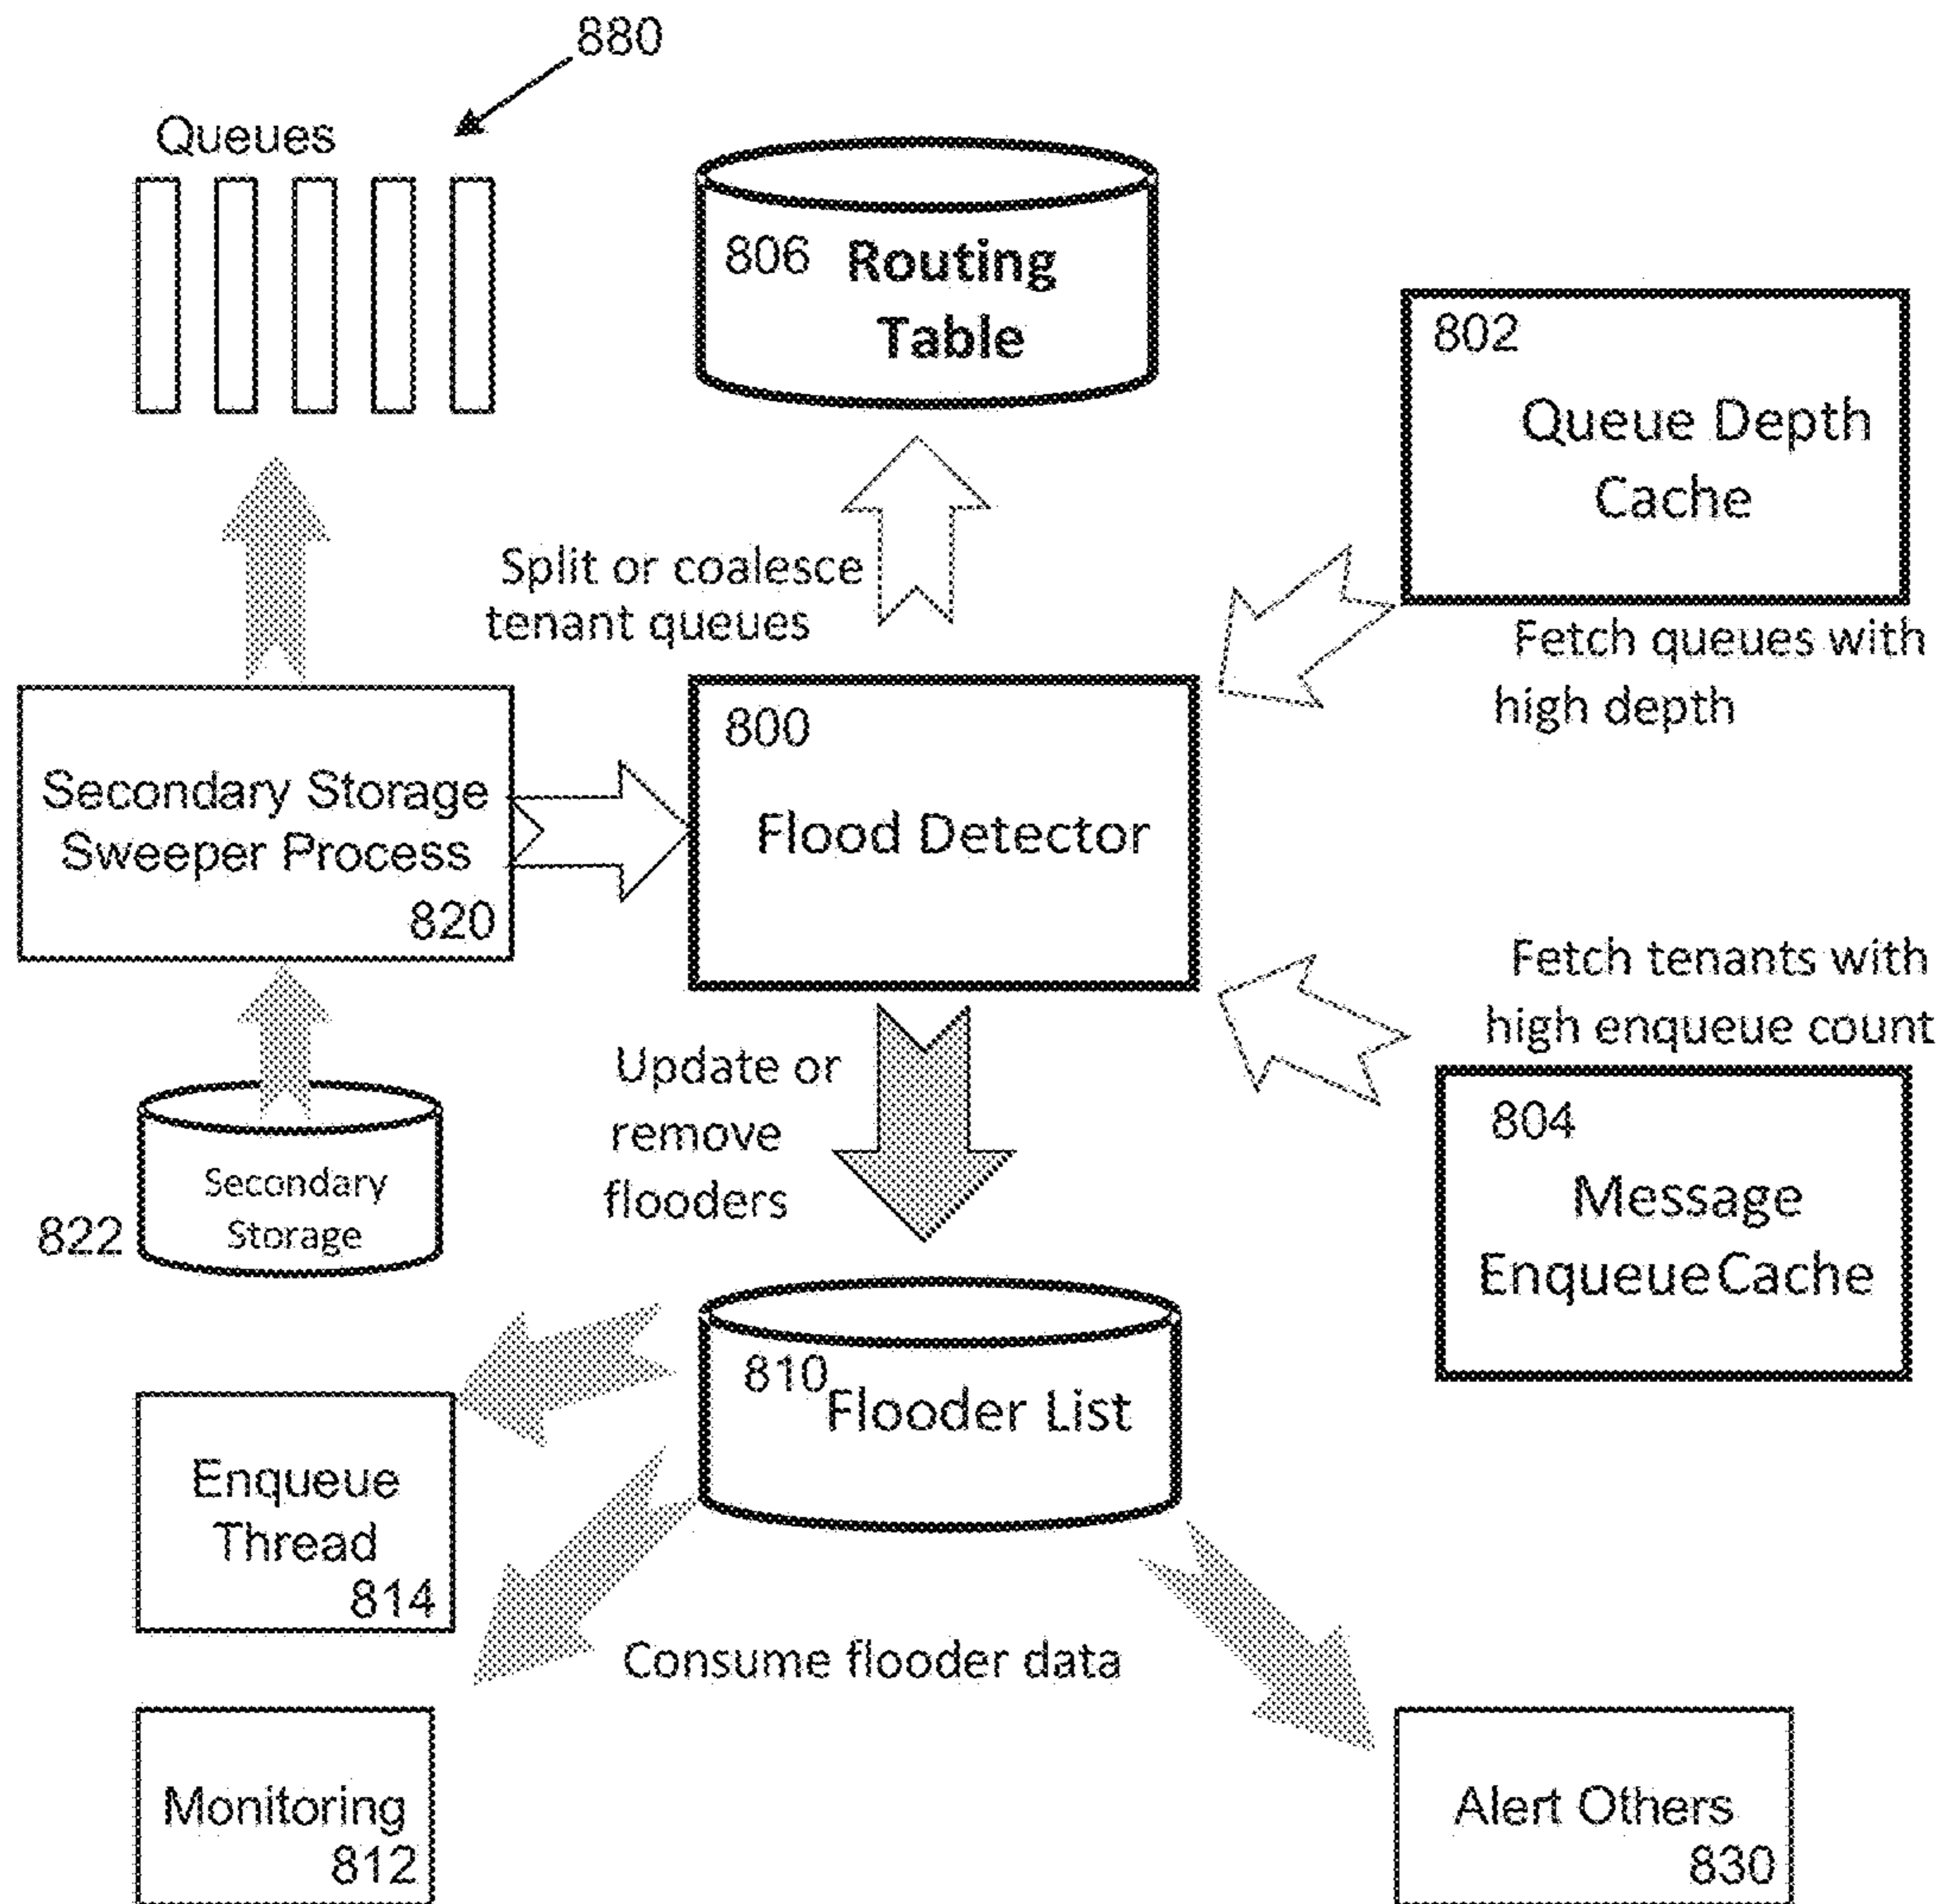 880
Queues
806 Routing
Table
802
Queue Depth
Cache
Split or coalesce
tenant queues
Fetch queues with
high depth
800
Flood Detector
Secondary Storage
Sweeper Process
820
Fetch tenants with
high enqueue count
Update or
remove
flooders
804
Message
Enqueue Cache
Secondary
Storage
822
810
Flooder List
Enqueue
Thread
814
Consume flooder data
Monitoring
812
Alert Others
830